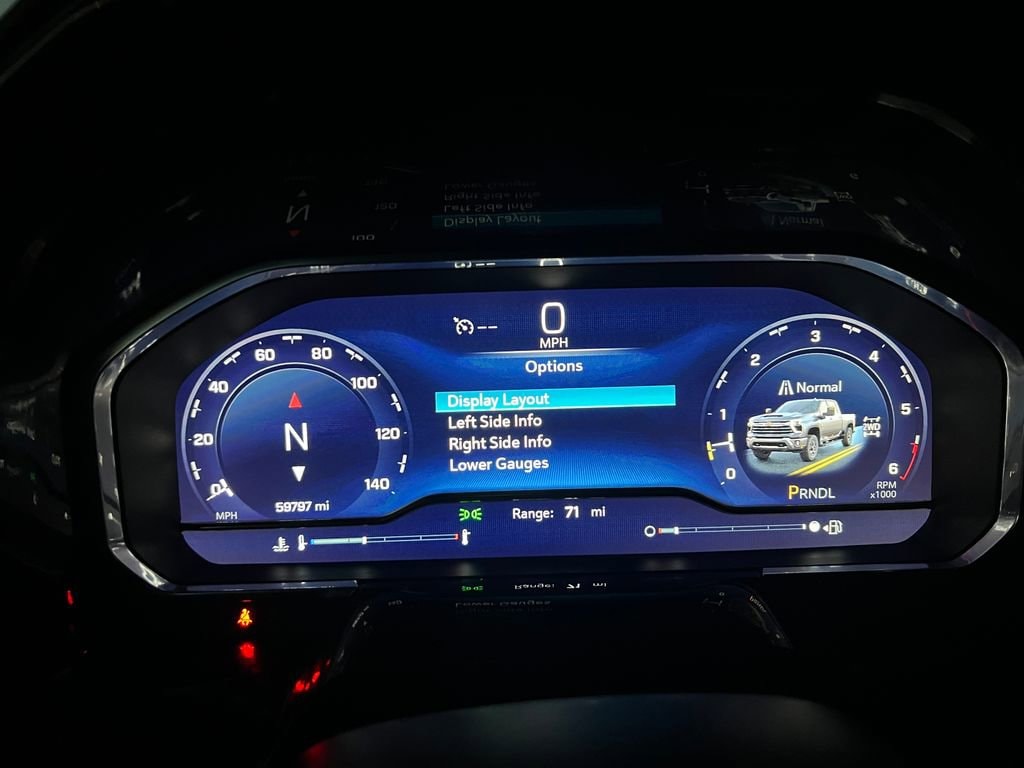 0
MPH
Options
Display Layout
Left Side Info
Right Side Info
Lower Gauges
0
20
40
60
80
100
120
140
MPH
N
59797 mi
0
1
2
3
4
5
6
RPM
x1000
Normal
2WD
PRNDL
Range: 71 mi